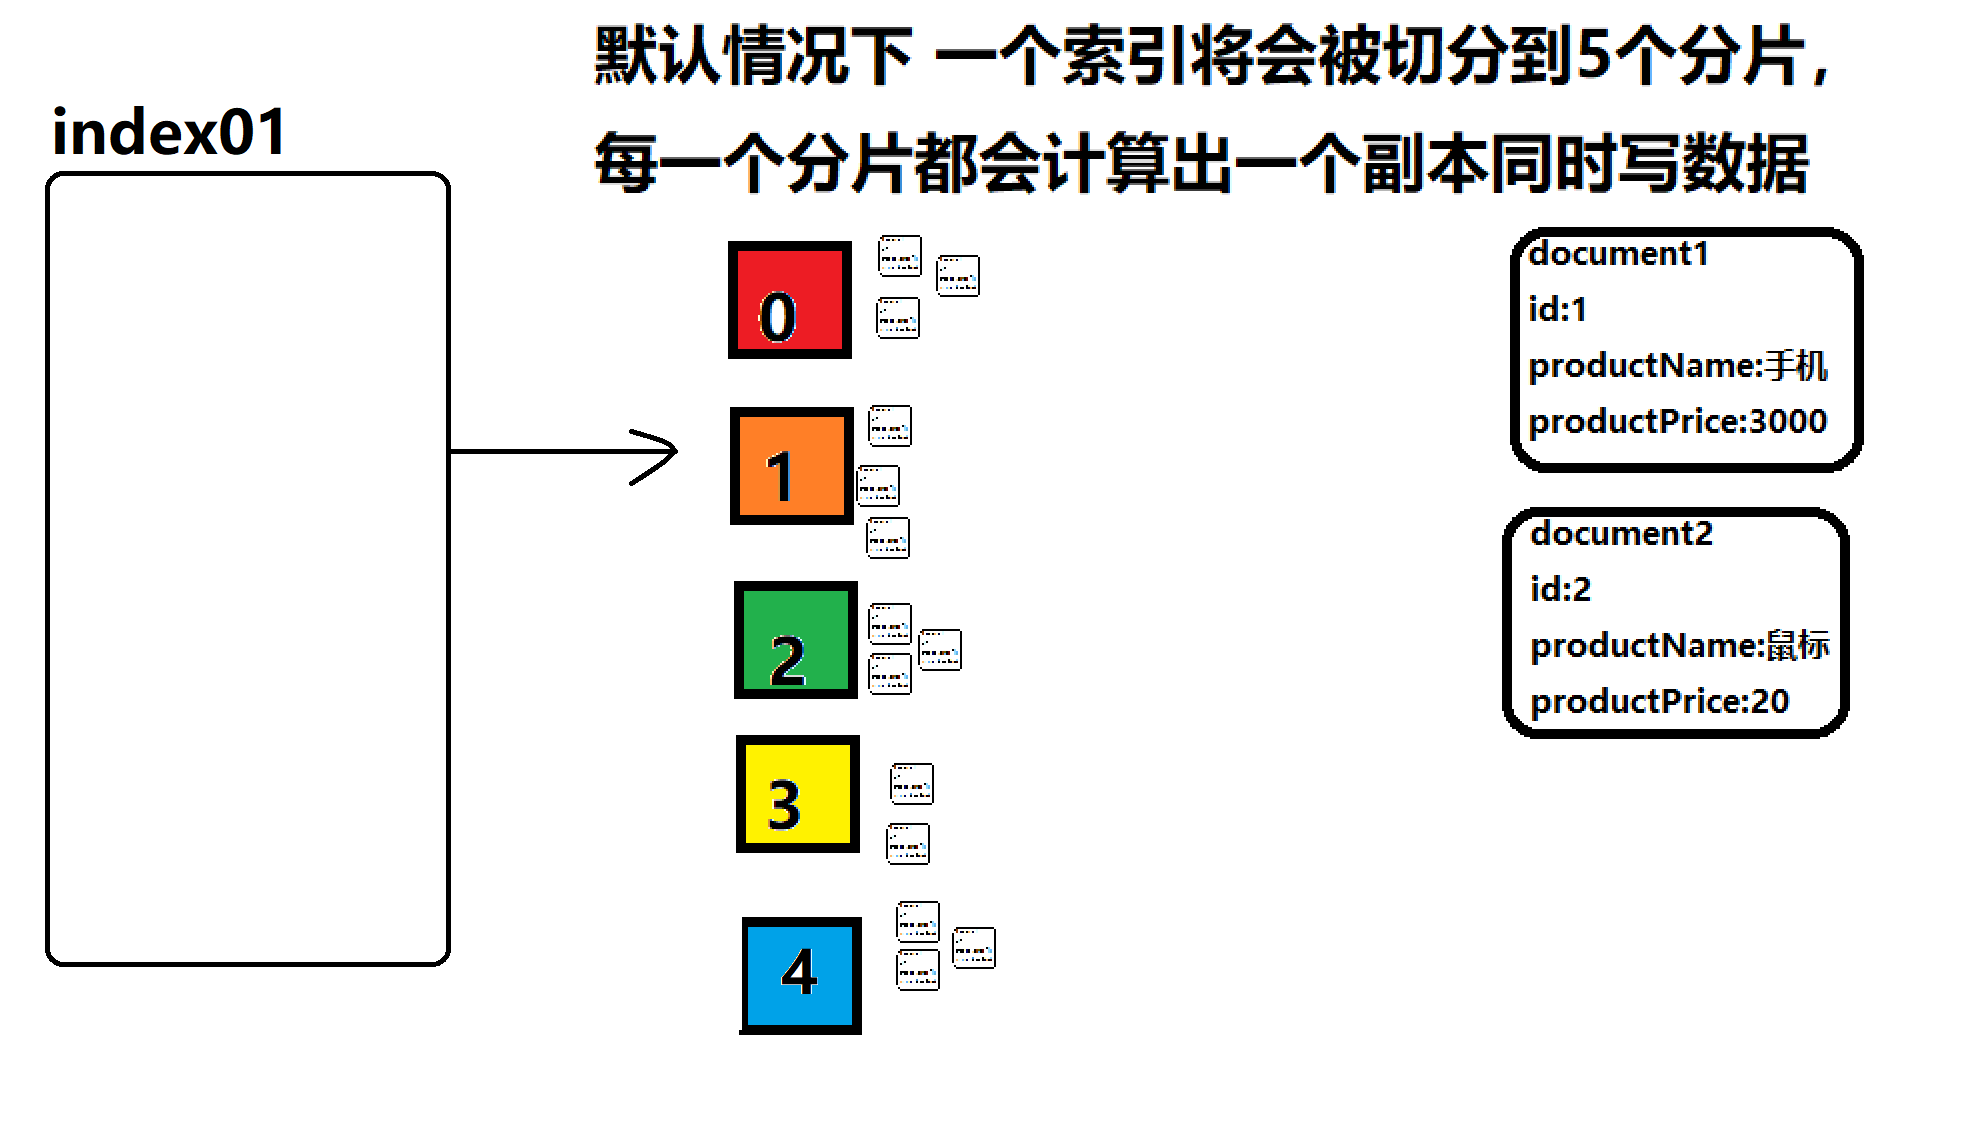 默认情况下 一个索引将会被切分到5个分片,
每一个分片都会计算出一个副本同时写数据
index01
0
1
2
3
4
document1
id:1
productName:手机
productPrice:3000
document2
id:2
productName:鼠标
productPrice:20